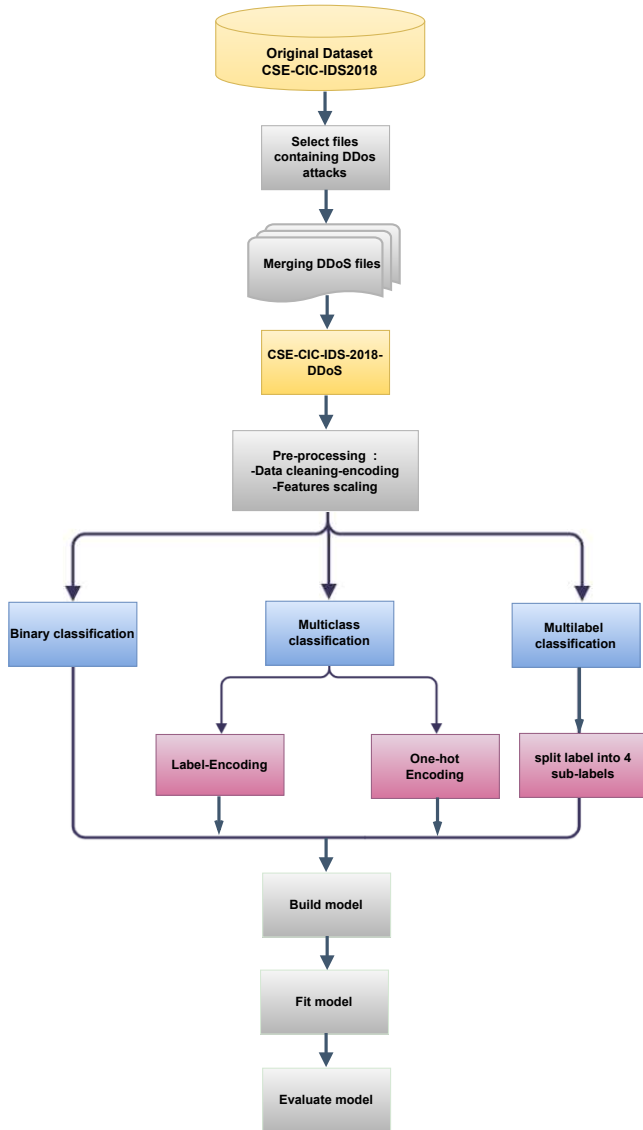 Original Dataset
CSE-CIC-IDS2018
Select files
containing DDos
attacks
Merging DDoS files
CSE-CIC-IDS-2018-
DDoS
Pre-processing :
-Data cleaning-encoding
-Features scaling
Binary classification
Multiclass
classification
Multilabel
classification
Label-Encoding
One-hot
Encoding
split label into 4
sub-labels
Build model
Fit model
Evaluate model